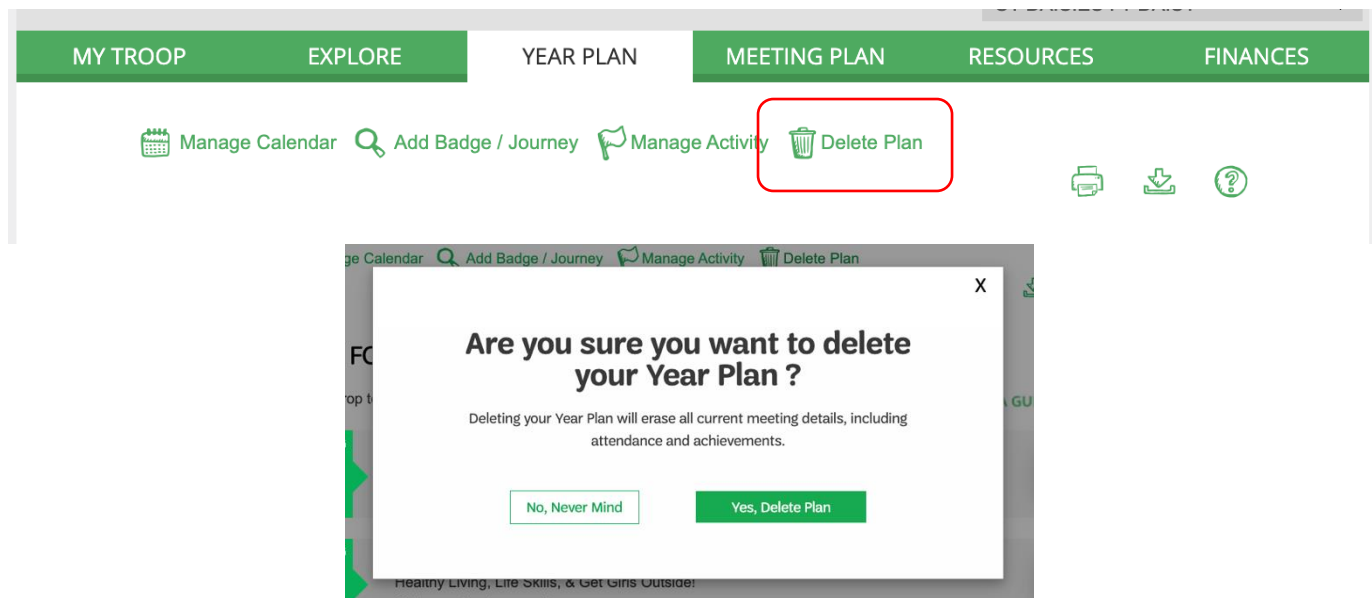 MY TROOP EXPLORE YEAR PLAN MEETING PLAN RESOURCES FINANCES
Manage Calendar Add Badge / Journey Manage Activity Delete Plan
ge Calendar Add Badge / Journey Manage Activity Delete Plan
X
Are you sure you want to delete
your Year Plan ?
Deleting your Year Plan will erase all current meeting details, including
attendance and achievements.
No, Never Mind Yes, Delete Plan
Healthy Living, Life Skills, & Get Girls Outside!